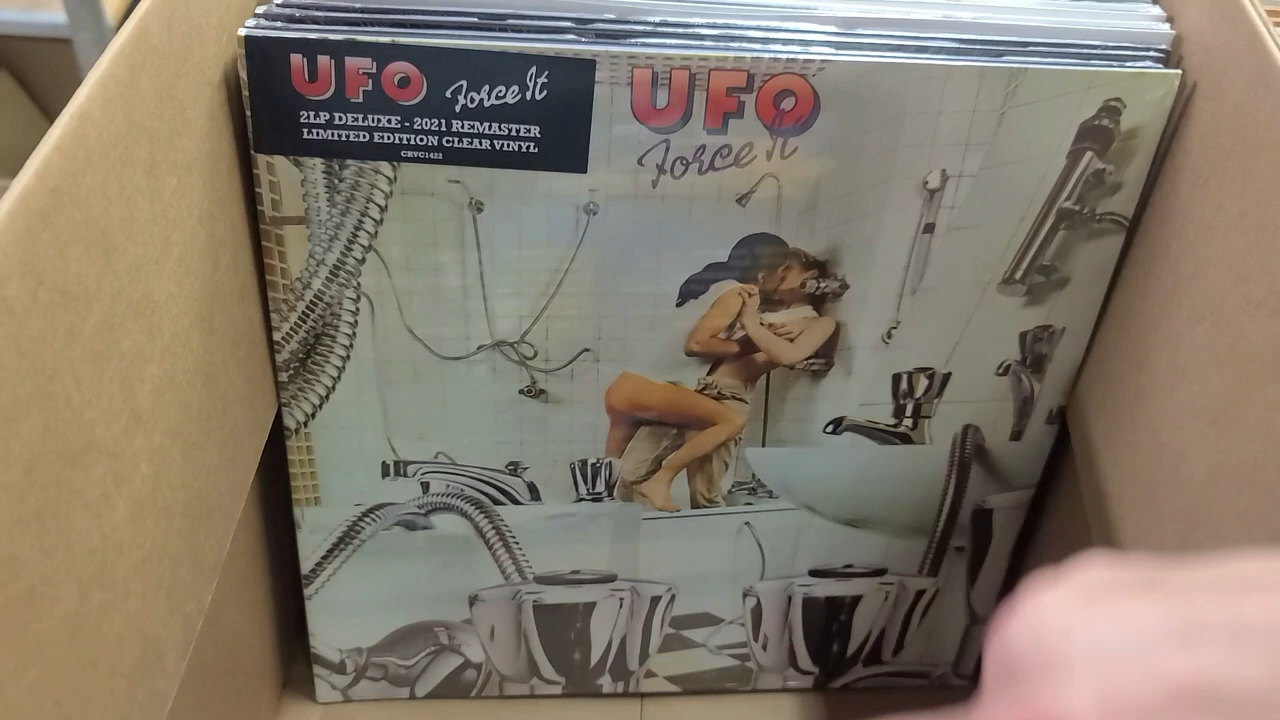 UFO Force It
2LP DELUXE - 2021 REMASTER
LIMITED EDITION CLEAR VINYL
CRVC1422
UFO
Force It